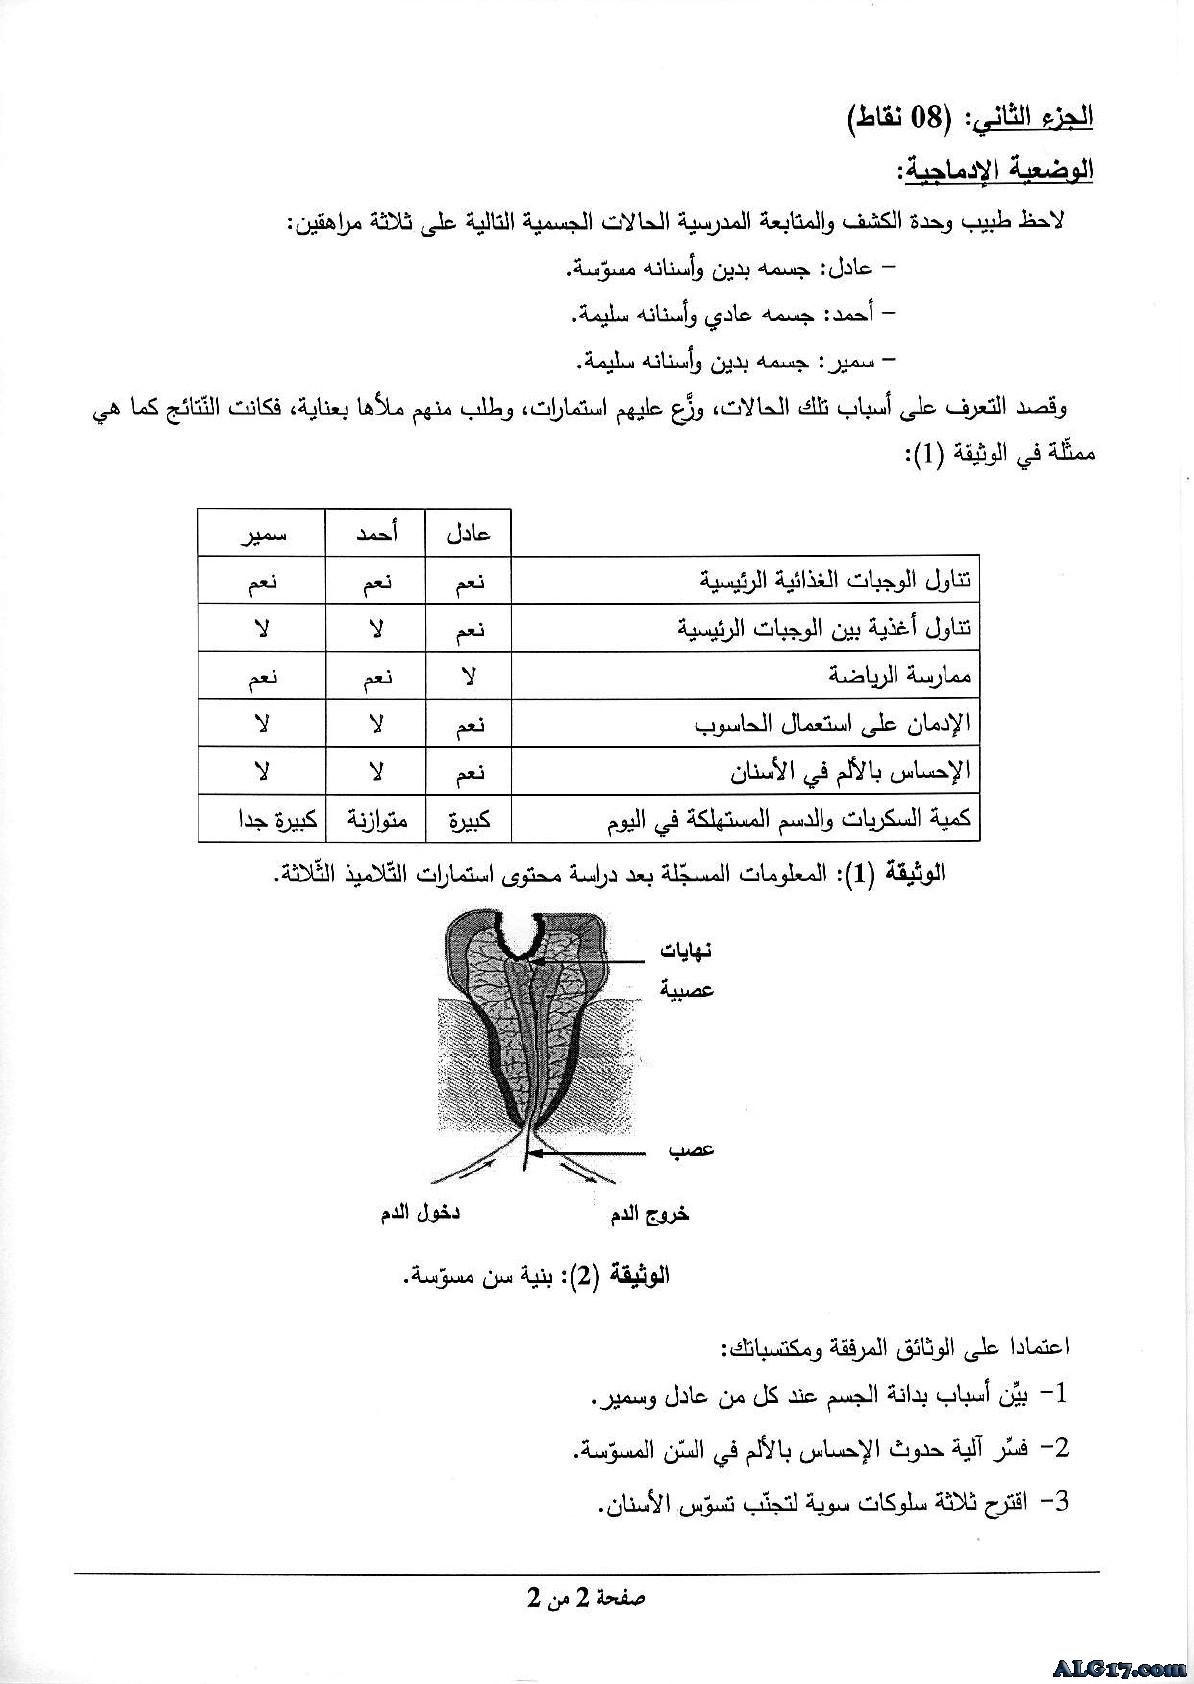 الجزء الثاني: (08 نقاط)
الوضعية الإدماجية:
لاحظ طبيب وحدة الكشف والمتابعة المدرسية الحالات الجسمية التالية على ثلاثة مراهقين:
– عادل: جسمه بدين وأسنانه مسوّسة.
– أحمد: جسمه عادي وأسنانه سليمة.
– سمير: جسمه بدين وأسنانه سليمة.
وقصد التعرف على أسباب تلك الحالات، وزَّع عليهم استمارات، وطلب منهم ملأها بعناية، فكانت النّتائج كما هي
ممثَّلة في الوثيقة (1):
عادل أحمد سمير
تناول الوجبات الغذائية الرئيسية نعم نعم نعم
تناول أغذية بين الوجبات الرئيسية نعم لا لا
ممارسة الرياضة لا نعم نعم
الإدمان على استعمال الحاسوب نعم لا لا
الإحساس بالألم في الأسنان نعم لا لا
كمية السكريات والدسم المستهلكة في اليوم كبيرة متوازنة كبيرة جدا
الوثيقة (1): المعلومات المسجّلة بعد دراسة محتوى استمارات التّلاميذ الثّلاثة.
نهايات
عصبية
عصب
خروج الدم
دخول الدم
الوثيقة (2): بنية سن مسوّسة.
اعتمادا على الوثائق المرفقة ومكتسباتك:
1– بيِّن أسباب بدانة الجسم عند كل من عادل وسمير.
2– فسِّر آلية حدوث الإحساس بالألم في السّن المسوّسة.
3– اقترح ثلاثة سلوكات سوية لتجنّب تسوّس الأسنان.
صفحة 2 من 2
ALG17.com